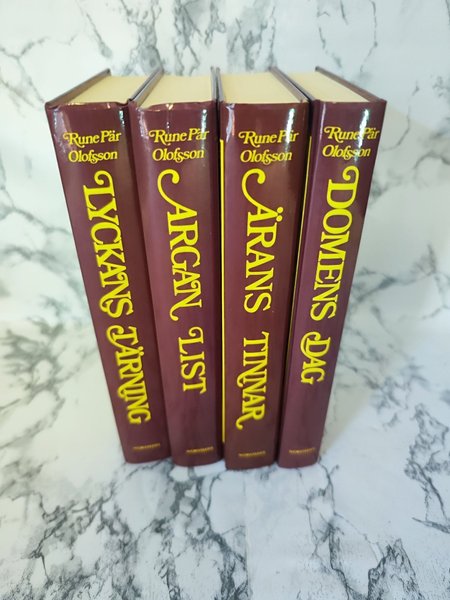 Rune Pär
Olofsson
LYCKANS TÄRNING
Rune Pär
Olofsson
ARGAN LIST
Rune Pär
Olofsson
ÄRANS TINNAR
Rune Pär
Olofsson
DOMENS DAG